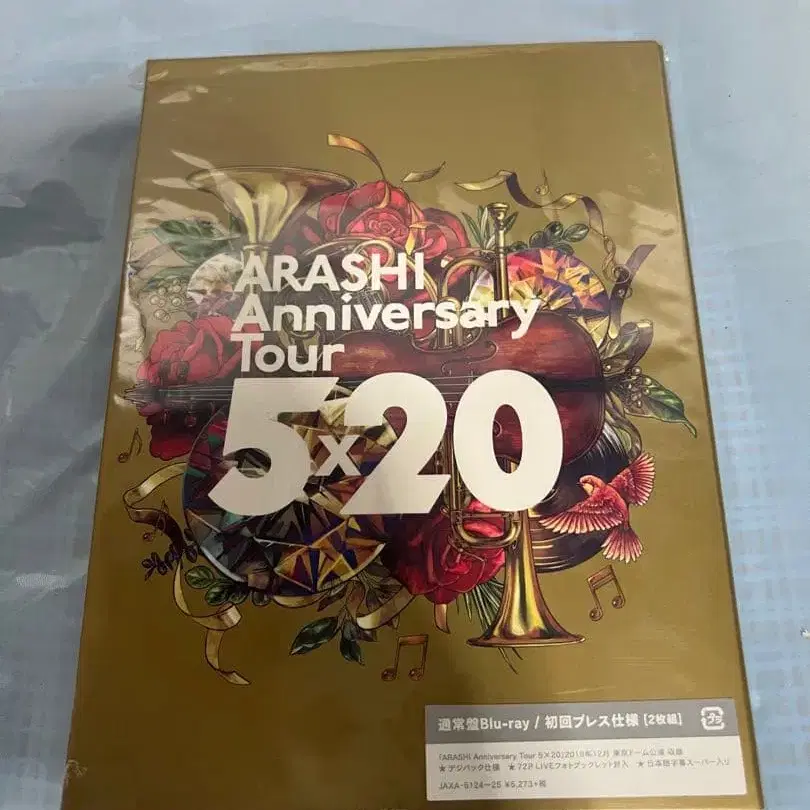 ARASHI
Anniversary
Tour
5×20
通常盤Blu-ray / 初回プレス仕様 [2枚組]
「ARASHI Anniversary Tour 5×20」2019年12月 東京ドーム公演 収録
★デジパック仕様 ★72P LIVEフォトブックレット封入 ★日本語字幕スーパー入り
JAXA-5124~25 ¥5,273+税